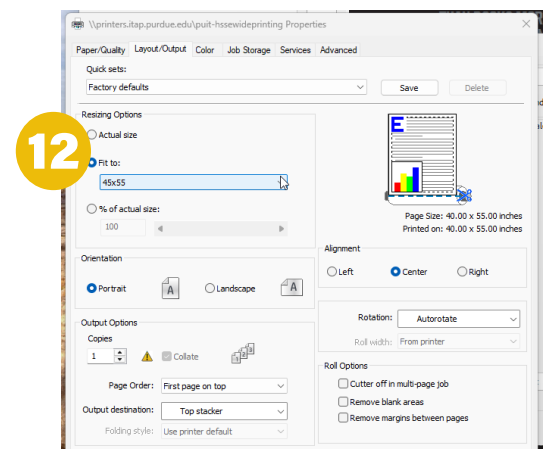 \\printers.itap.purdue.edu\puit-hssewideprinting Properties
Paper/Quality Layout/Output Color Job Storage Services Advanced
Quick sets:
Factory defaults Save Delete
Resizing Options
Actual size
12
Fit to:
45x55
% of actual size:
100
E
Page Size: 40.00 x 55.00 inches
Printed on: 40.00 x 55.00 inches
Orientation
Portrait A Landscape A
Alignment
Left Center Right
Output Options
Copies
1 Collate
Page Order: First page on top
Output destination: Top stacker
Folding style: Use printer default
Rotation: Autorotate
Roll width: From printer
Roll Options
Cutter off in multi-page job
Remove blank areas
Remove margins between pages